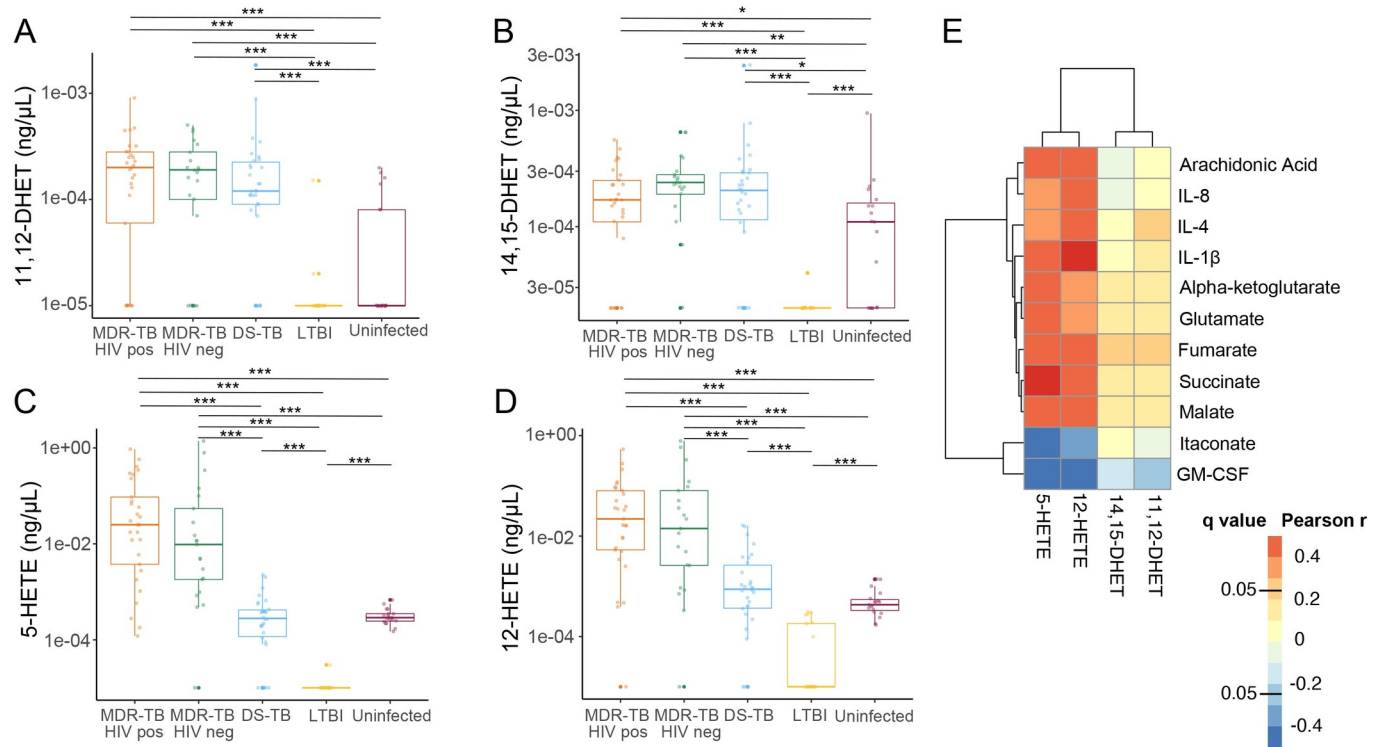 A
***
***
***
***
***
***
11,12-DHET (ng/µL)
1e-03
1e-04
1e-05
MDR-TB HIV pos
MDR-TB HIV neg
DS-TB
LTBI
Uninfected
B
*
***
**
***
*
***
***
14,15-DHET (ng/µL)
3e-03
1e-03
3e-04
1e-04
3e-05
MDR-TB HIV pos
MDR-TB HIV neg
DS-TB
LTBI
Uninfected
C
***
***
***
***
***
***
***
***
5-HETE (ng/µL)
1e+00
1e-02
1e-04
MDR-TB HIV pos
MDR-TB HIV neg
DS-TB
LTBI
Uninfected
D
***
***
***
***
***
***
***
***
12-HETE (ng/µL)
1e+00
1e-02
1e-04
MDR-TB HIV pos
MDR-TB HIV neg
DS-TB
LTBI
Uninfected
E
Arachidonic Acid
IL-8
IL-4
IL-1β
Alpha-ketoglutarate
Glutamate
Fumarate
Succinate
Malate
Itaconate
GM-CSF
5-HETE
12-HETE
14,15-DHET
11,12-DHET
q value Pearson r
0.4
0.05
0.2
0
0.05
-0.2
-0.4